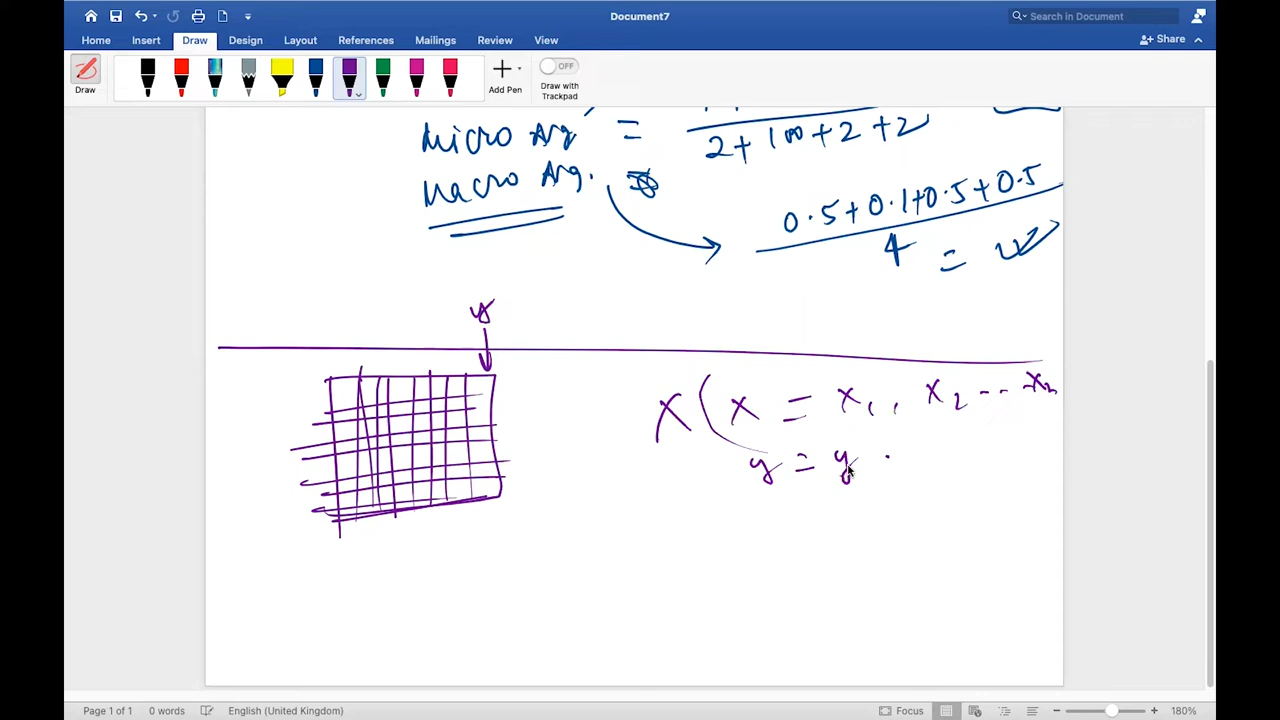 Document7
Search in Document
Home Insert Draw Design Layout References Mailings Review View
Share
Draw
Add Pen
OFF
Draw with Trackpad
micro Avg =
2+100+2+2
Macro Avg.
0.5+0.1+0.5+0.5
4
=
X ( x = x1, x2 -- xn
y = y
Page 1 of 1 0 words English (United Kingdom) Focus 180%